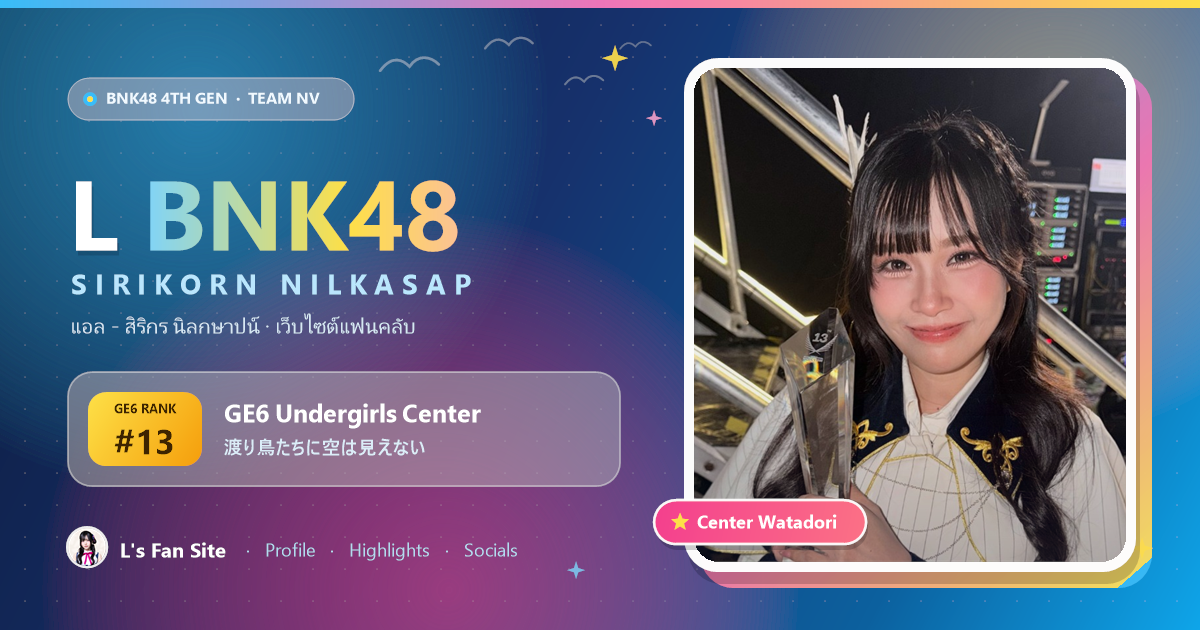 BNK48 4TH GEN · TEAM NV
L BNK48
SIRIKORN NILKASAP
แอล - สิริกร นิลกษาปน์ · เว็บไซต์แฟนคลับ
GE6 RANK
#13
GE6 Undergirls Center
渡り鳥たちに空は見えない
L's Fan Site · Profile · Highlights · Socials
13
Center Watadori